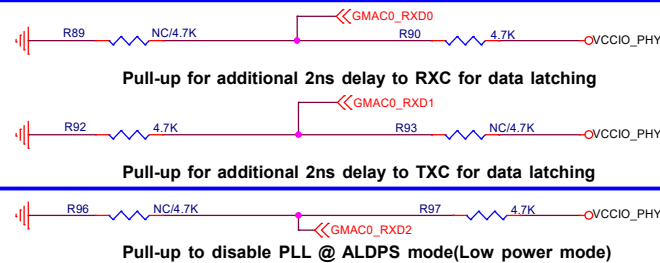 GMAC0_RXD0
R89 NC/4.7K R90 4.7K VCCIO_PHY
Pull-up for additional 2ns delay to RXC for data latching
GMAC0_RXD1
R92 4.7K R93 NC/4.7K VCCIO_PHY
Pull-up for additional 2ns delay to TXC for data latching
R96 NC/4.7K R97 4.7K VCCIO_PHY
GMAC0_RXD2
Pull-up to disable PLL @ ALDPS mode(Low power mode)